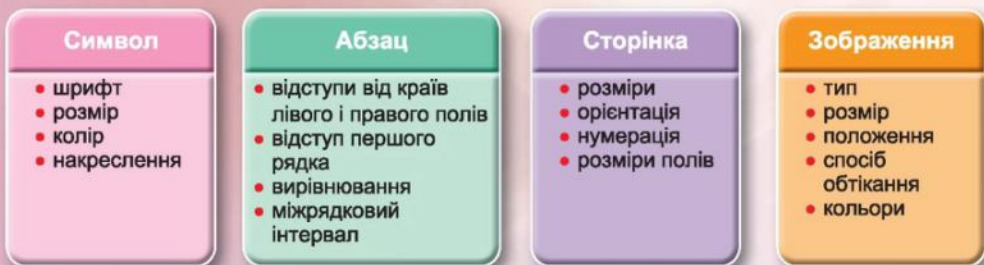 Символ
• шрифт
• розмір
• колір
• накреслення
Абзац
• відступи від країв
лівого і правого полів
• відступ першого
рядка
• вирівнювання
• міжрядковий
інтервал
Сторінка
• розміри
• орієнтація
• нумерація
• розміри полів
Зображення
• тип
• розмір
• положення
• спосіб
обтікання
• кольори